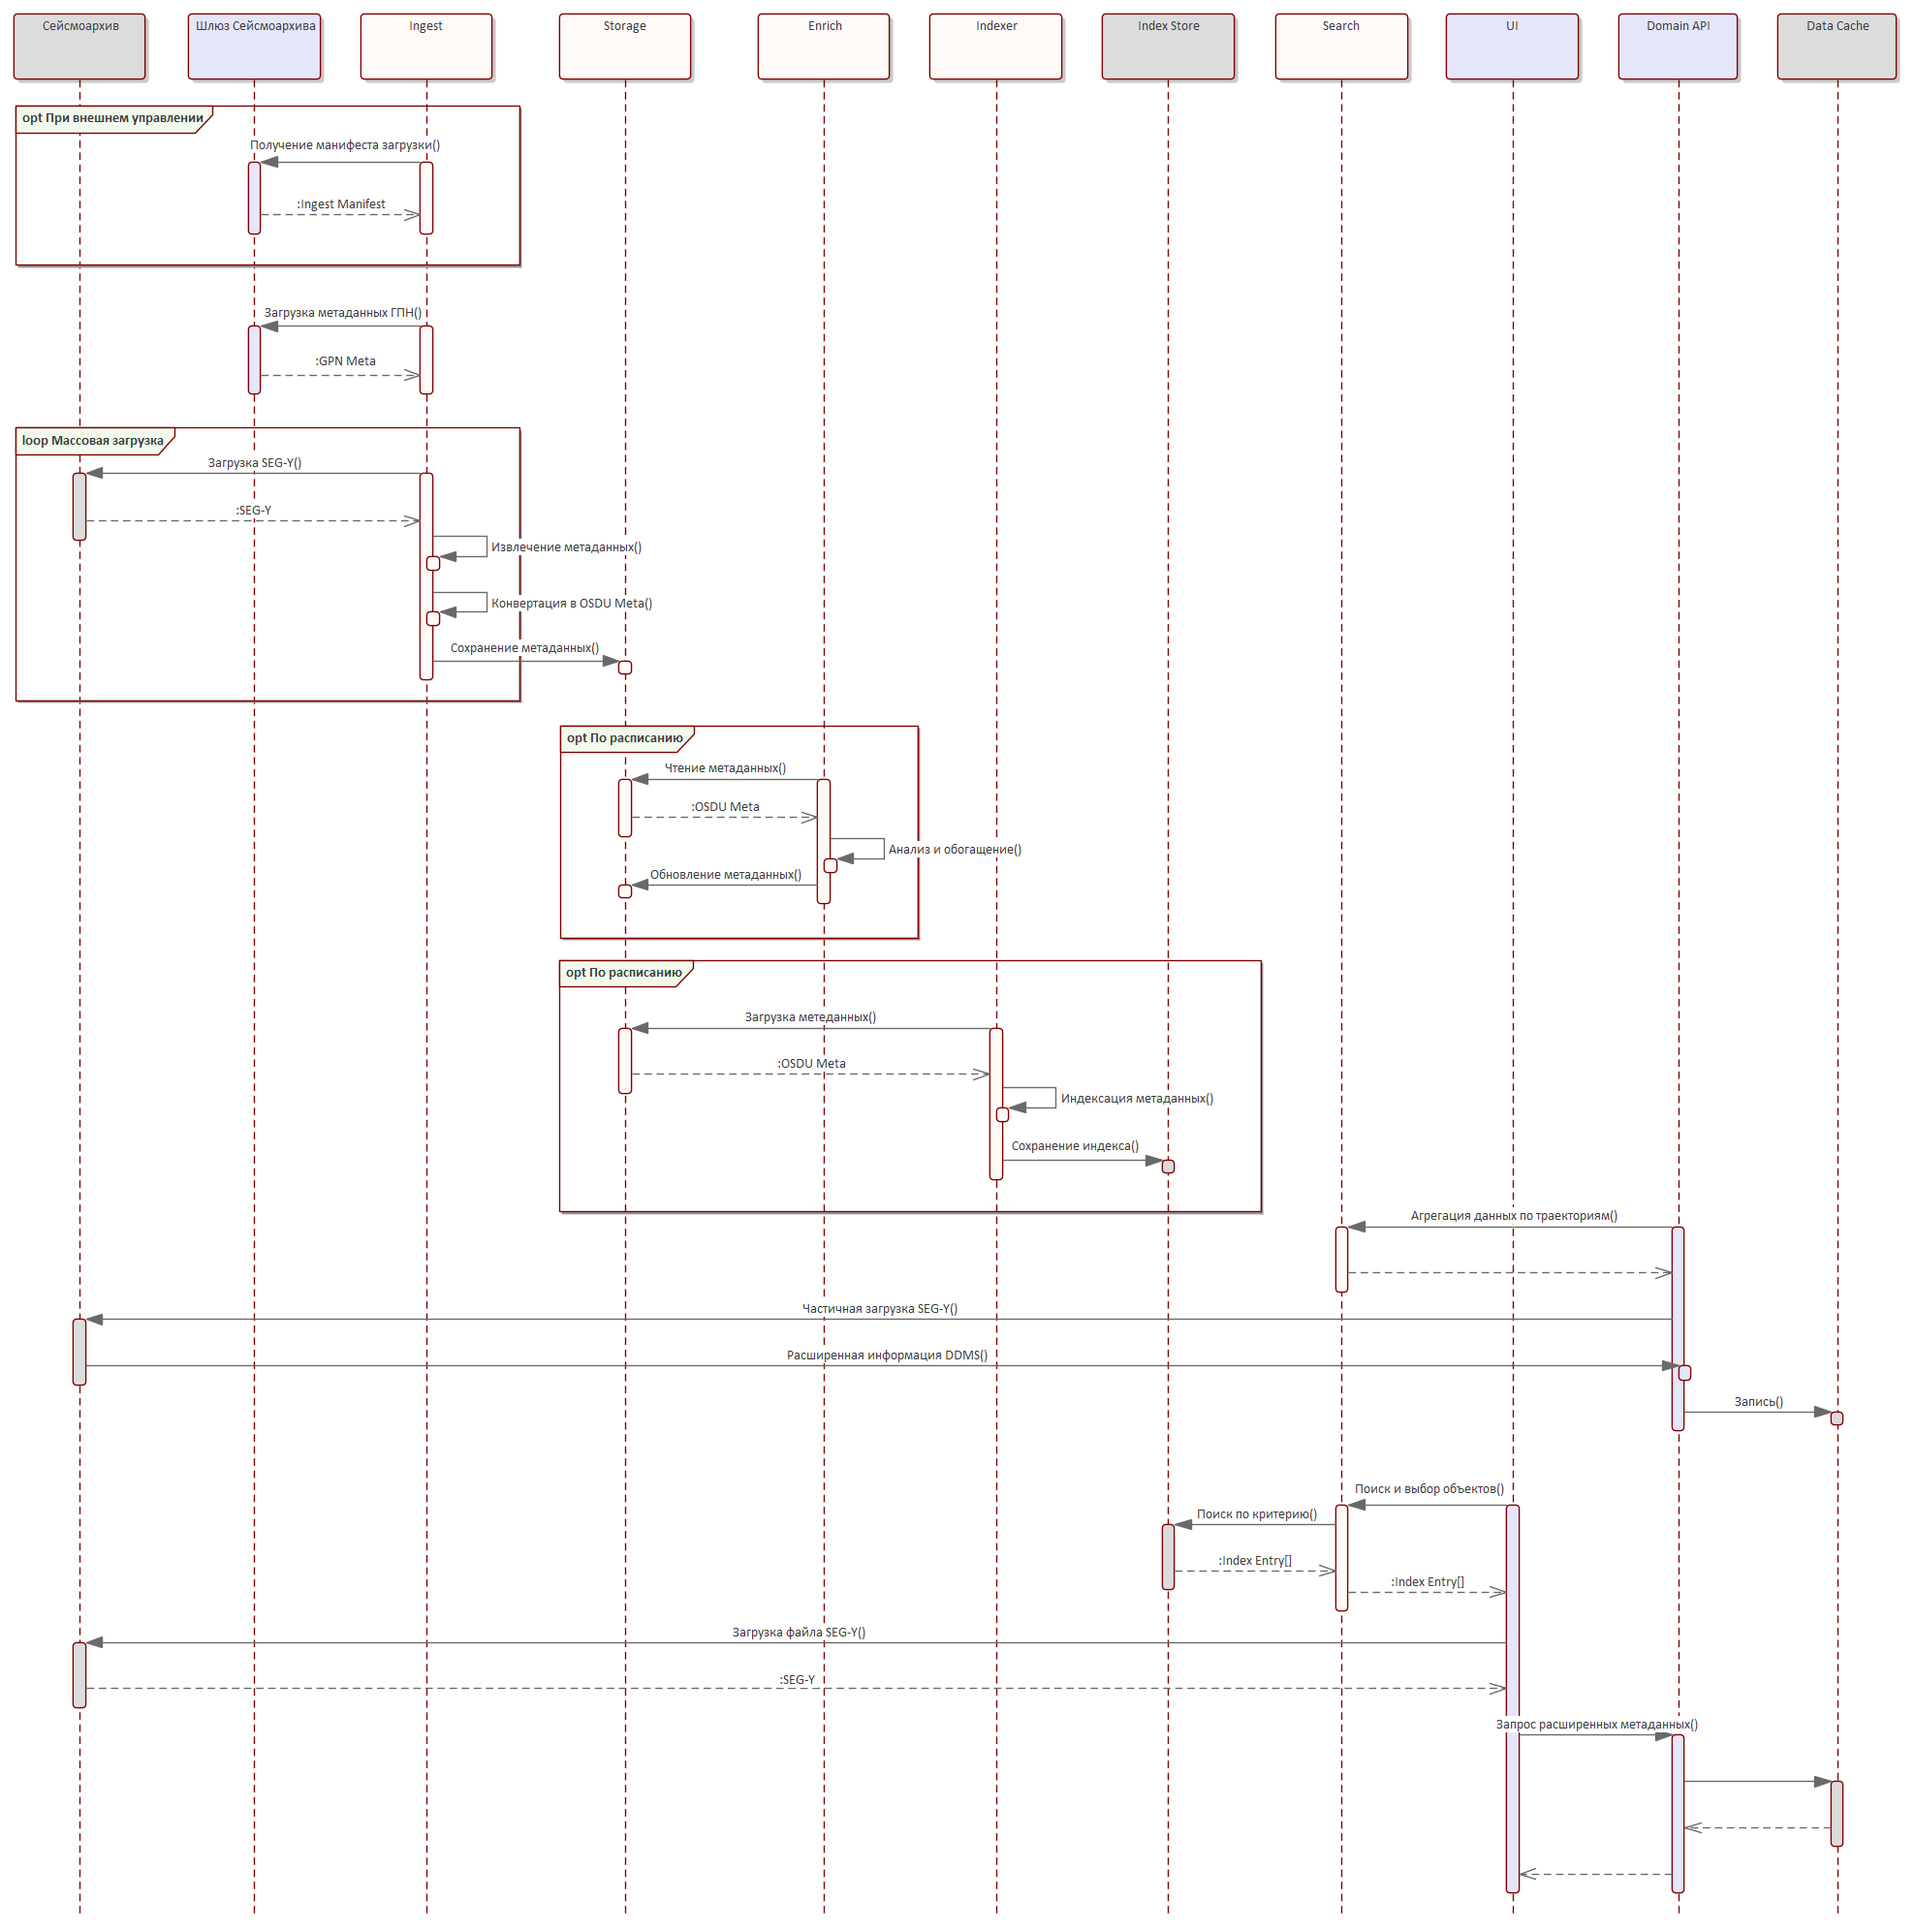 Сейсмоархив
Шлюз Сейсмоархива
Ingest
Storage
Enrich
Indexer
Index Store
Search
UI
Domain API
Data Cache
opt При внешнем управлении
Получение манифеста загрузки()
:Ingest Manifest
Загрузка метаданных ГПН()
:GPN Meta
loop Массовая загрузка
Загрузка SEG-Y()
:SEG-Y
Извлечение метаданных()
Конвертация в OSDU Meta()
Сохранение метаданных()
opt По расписанию
Чтение метаданных()
:OSDU Meta
Анализ и обогащение()
Обновление метаданных()
opt По расписанию
Загрузка метеданных()
:OSDU Meta
Индексация метаданных()
Сохранение индекса()
Агрегация данных по траекториям()
Частичная загрузка SEG-Y()
Расширенная информация DDMS()
Запись()
Поиск и выбор объектов()
Поиск по критерию()
:Index Entry[]
:Index Entry[]
Загрузка файла SEG-Y()
:SEG-Y
Запрос расширенных метаданных()